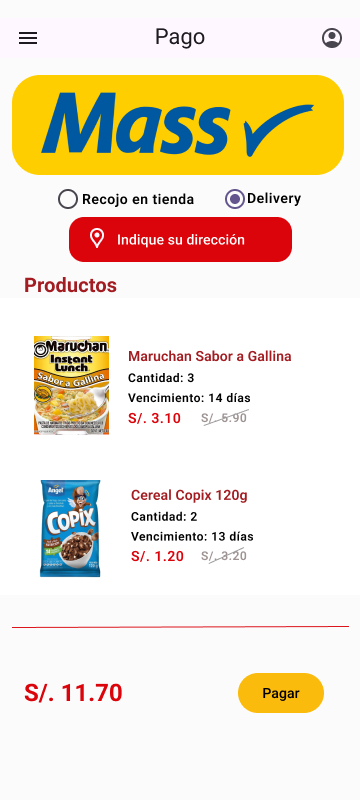 Pago
Mass
Recojo en tienda
Delivery
Indique su dirección
Productos
Maruchan
Instant
Lunch
Sabor a Gallina
Maruchan Sabor a Gallina
Cantidad: 3
Vencimiento: 14 días
S/. 3.10 S/. 5.90
Angel
COPIX
Cereal Copix 120g
Cantidad: 2
Vencimiento: 13 días
S/. 1.20 S/. 3.20
S/. 11.70
Pagar